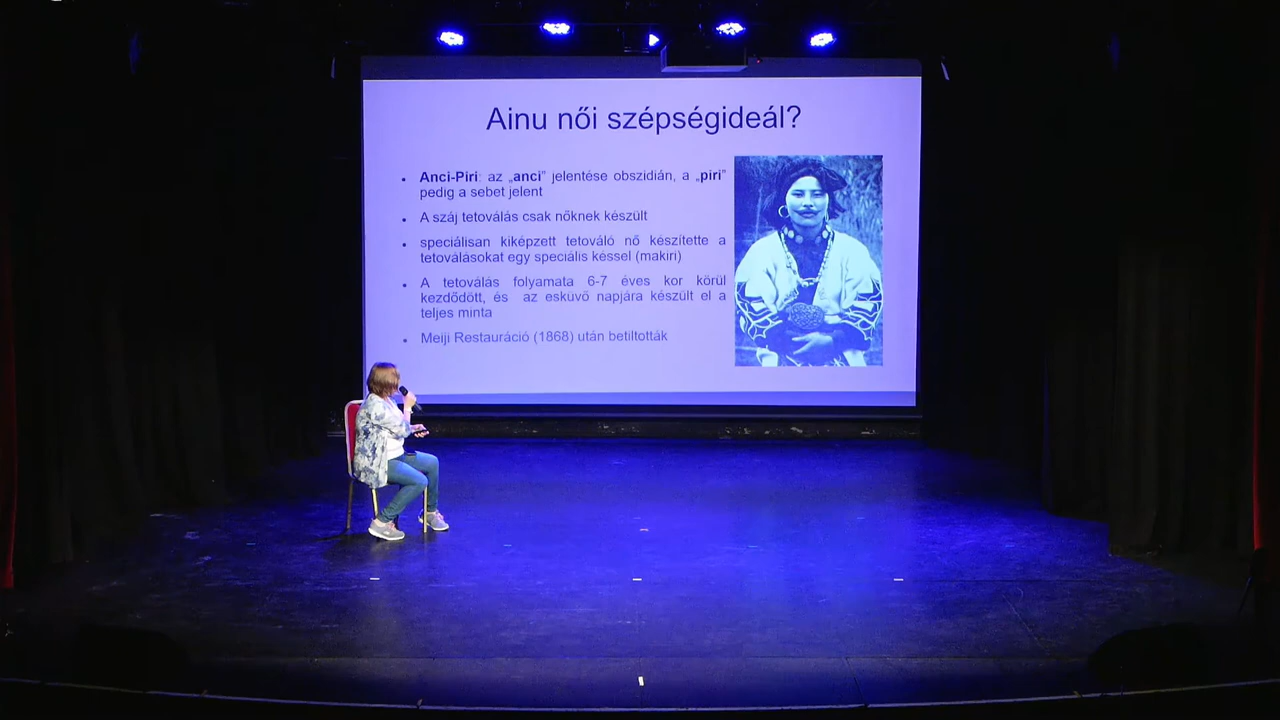 Ainu női szépségideál?
Anci-Piri: az „anci” jelentése obszidián, a „piri”
pedig a sebet jelent
A száj tetoválás csak nőknek készült
speciálisan kiképzett tetováló nő készítette a
tetoválásokat egy speciális késsel (makiri)
A tetoválás folyamata 6-7 éves kor körül
kezdődött, és az esküvő napjára készült el a
teljes minta
Meiji Restauráció (1868) után betiltották